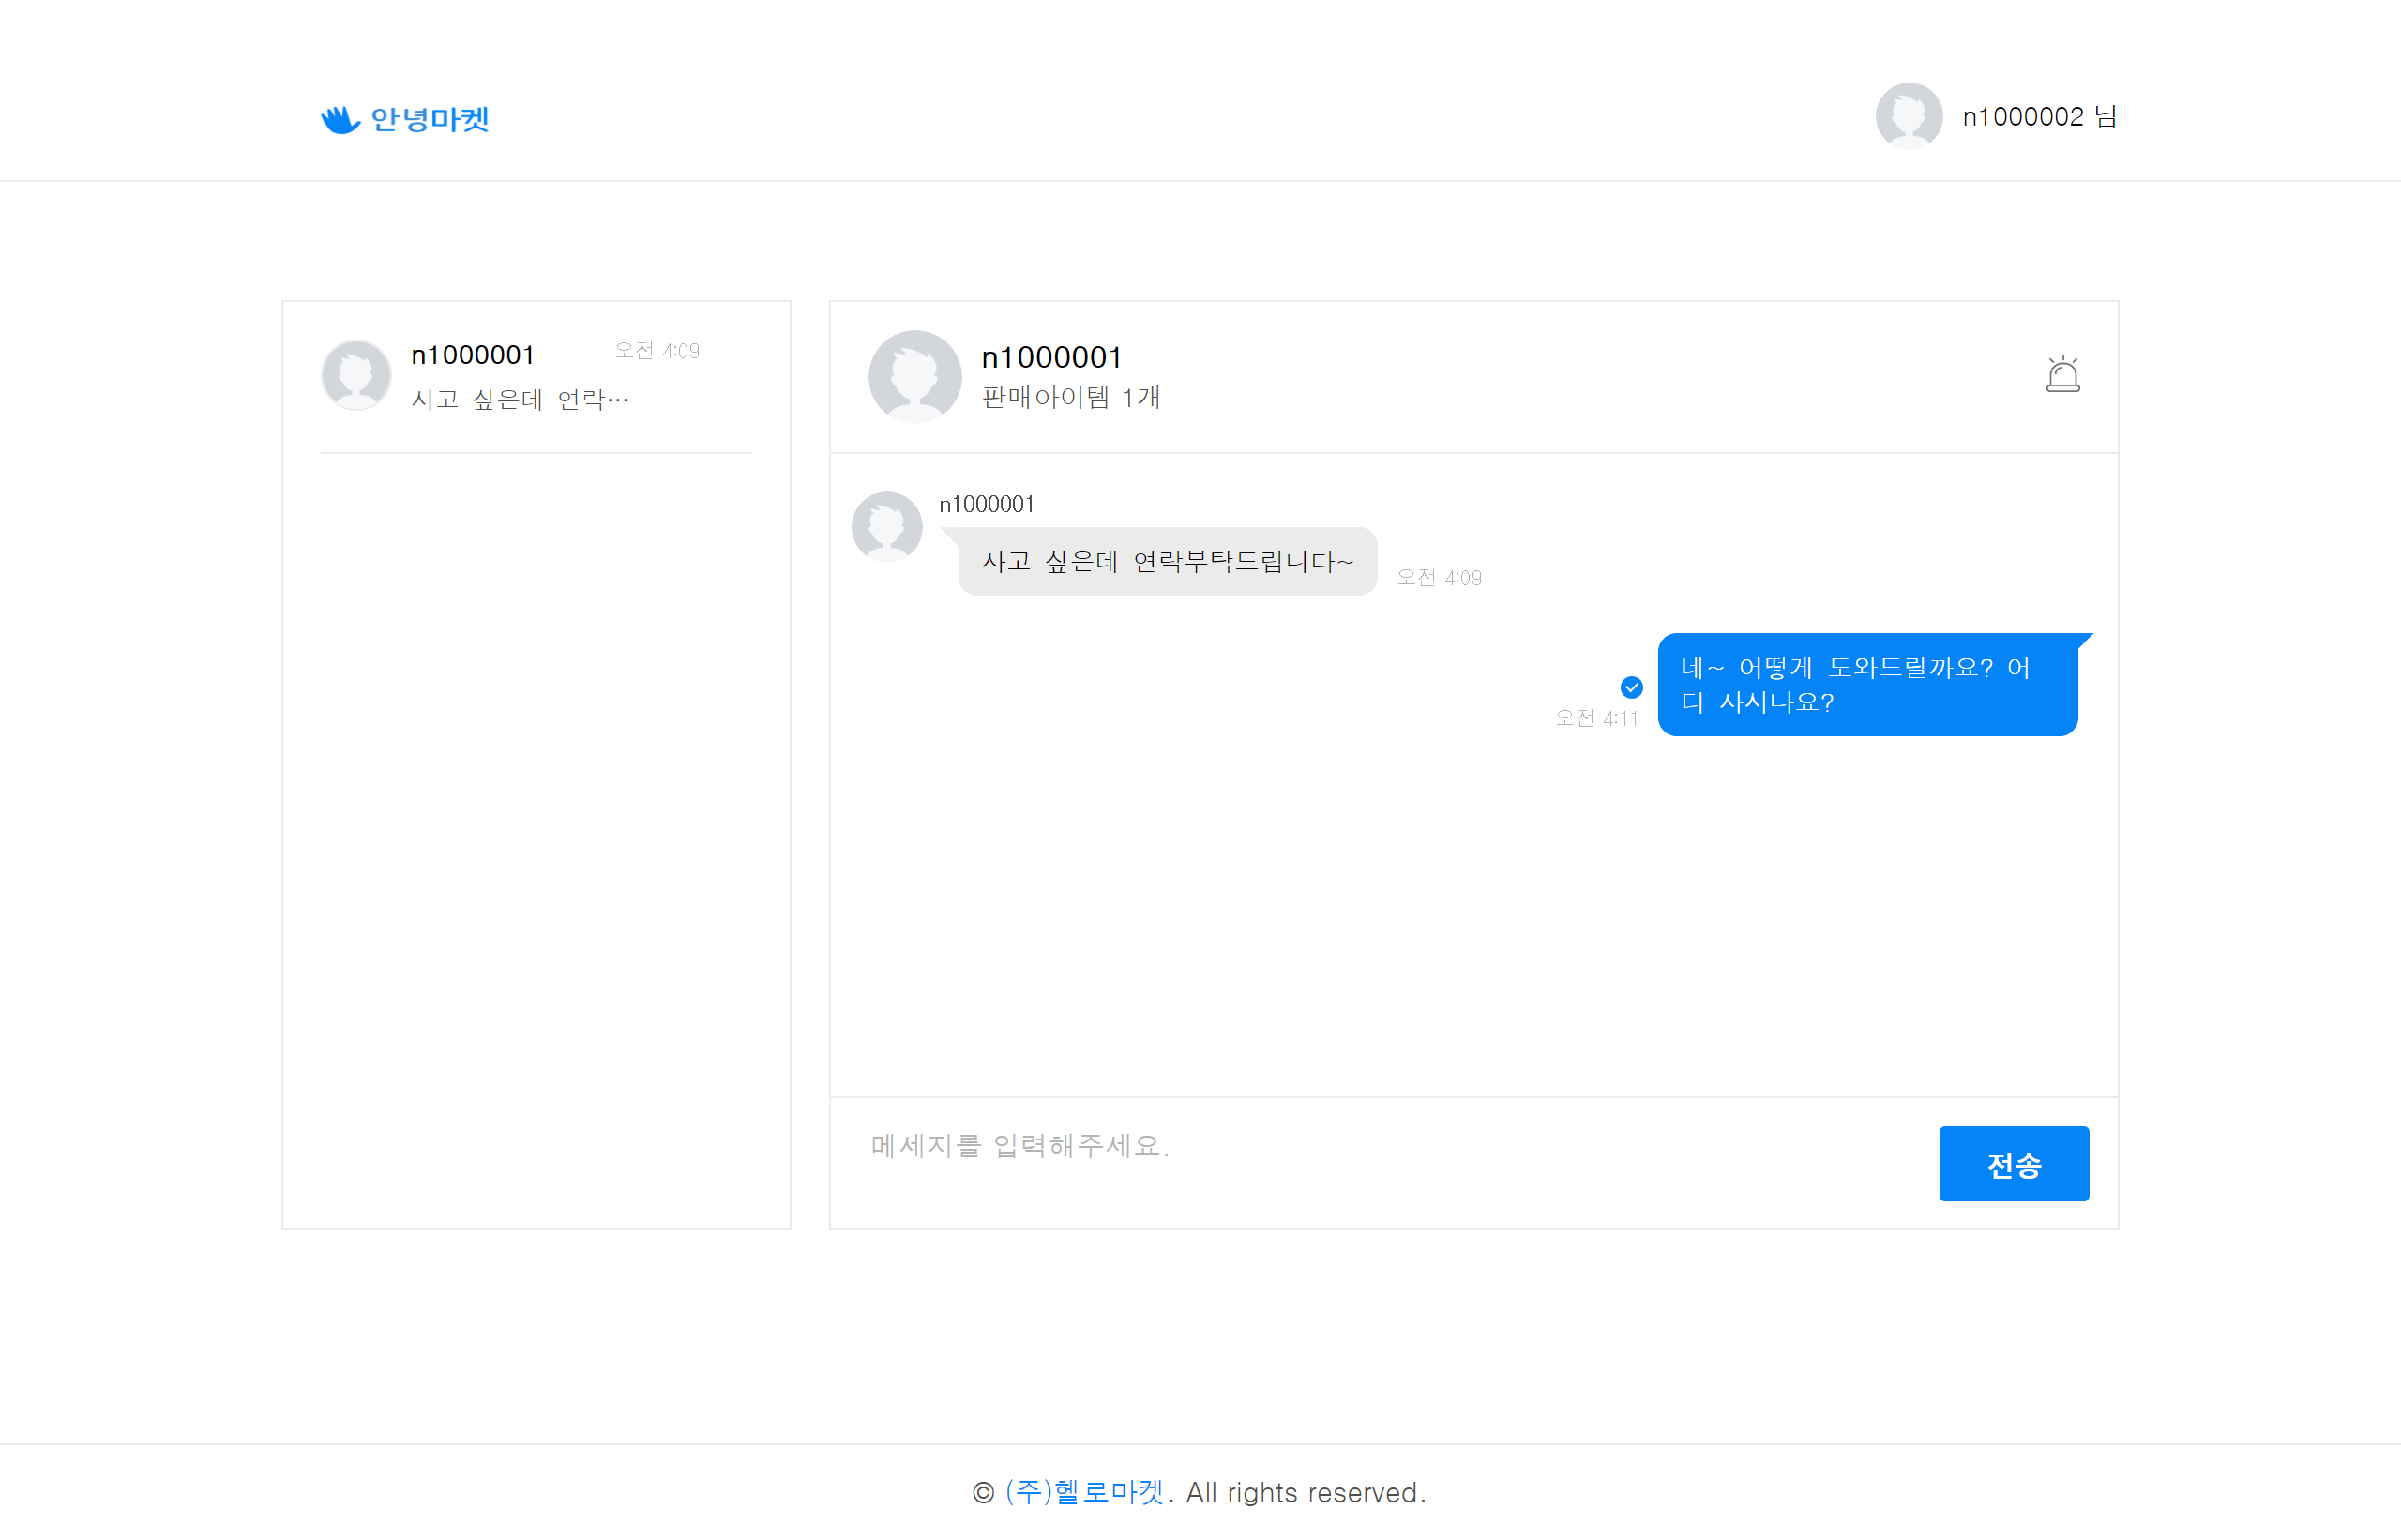 안녕마켓
n1000002 님
n1000001 오전 4:09
사고 싶은데 연락…
n1000001
판매아이템 1개
n1000001
사고 싶은데 연락부탁드립니다~ 오전 4:09
네~ 어떻게 도와드릴까요? 어
디 사시나요?
오전 4:11
메세지를 입력해주세요.
전송
© (주)헬로마켓. All rights reserved.